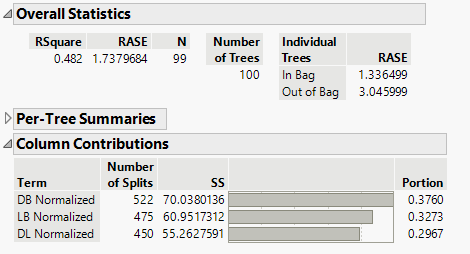 Overall Statistics
RSquare RASE N
0.482 1.7379684 99
Number of Trees
100
Individual Trees RASE
In Bag 1.336499
Out of Bag 3.045999
Per-Tree Summaries
Column Contributions
Term Number of Splits SS Portion
DB Normalized 522 70.0380136 0.3760
LB Normalized 475 60.9517312 0.3273
DL Normalized 450 55.2627591 0.2967